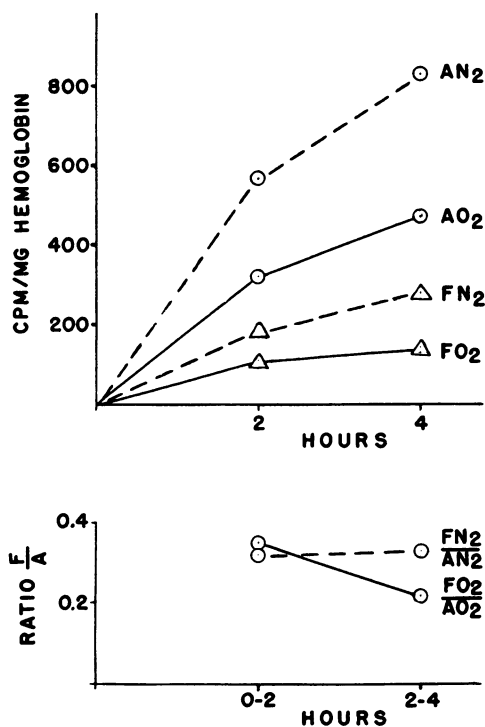 CPM/MG HEMOGLOBIN
800
600
400
200
AN₂
AO₂
FN₂
FO₂
2
4
HOURS
RATIO F/A
0.4
0.2
FN₂/AN₂
FO₂/AO₂
0-2
2-4
HOURS